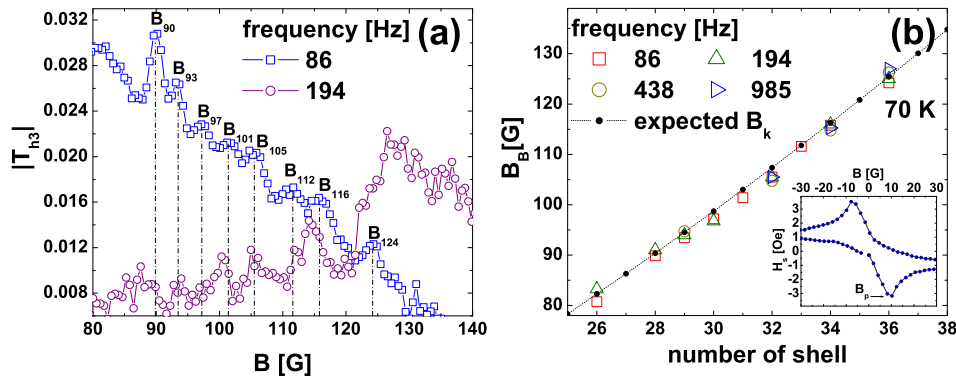 frequency [Hz]
(a)
86
194
B90
B93
B97
B101
B105
B112
B116
B124
|Th3|
0.032
0.028
0.024
0.020
0.016
0.012
0.008
80 90 100 110 120 130 140
B [G]
(b)
frequency [Hz]
86 194
438 985
expected Bk
70 K
BB[G]
130
120
110
100
90
80
26 28 30 32 34 36 38
number of shell
B [G]
-30 -20 -10 0 10 20 30
Hs [Oe]
3
2
1
0
-1
-2
-3
Bp